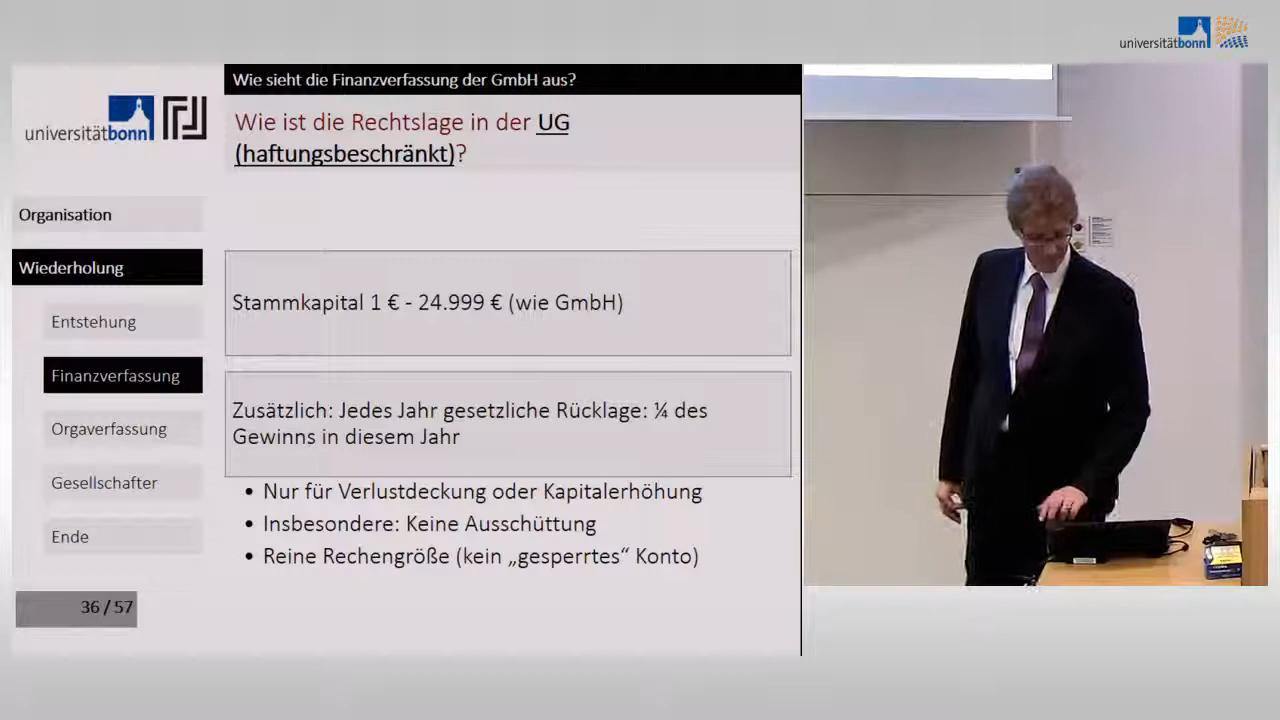 universitätbonn
Wie sieht die Finanzverfassung der GmbH aus?
universitätbonn
Wie ist die Rechtslage in der UG
(haftungsbeschränkt)?
Organisation
Wiederholung
Entstehung
Finanzverfassung
Orgaverfassung
Gesellschafter
Ende
36 / 57
Stammkapital 1 € - 24.999 € (wie GmbH)
Zusätzlich: Jedes Jahr gesetzliche Rücklage: ¼ des
Gewinns in diesem Jahr
• Nur für Verlustdeckung oder Kapitalerhöhung
• Insbesondere: Keine Ausschüttung
• Reine Rechengröße (kein „gesperrtes“ Konto)